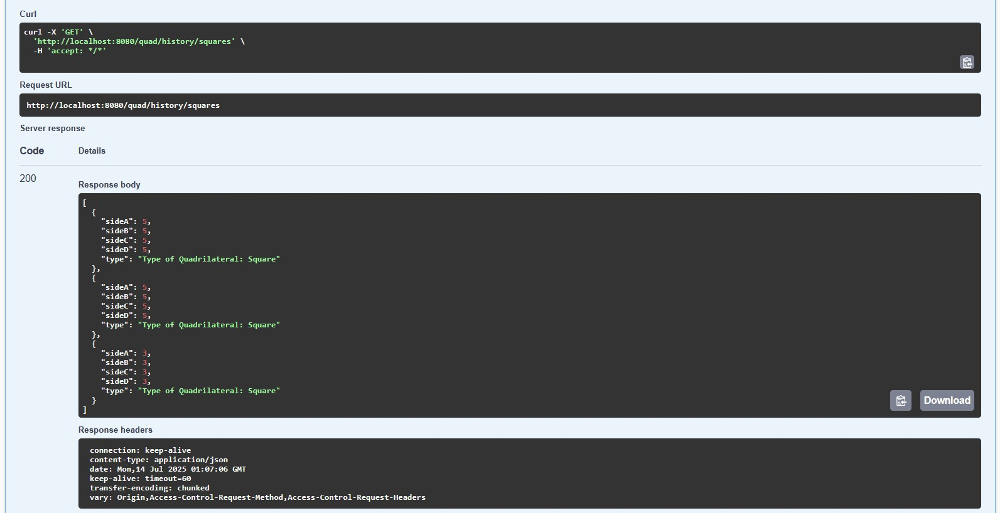 Curl
curl -X 'GET' \
  'http://localhost:8080/quad/history/squares' \
  -H 'accept: */*'
Request URL
http://localhost:8080/quad/history/squares
Server response
Code Details
200
Response body
[
  {
    "sideA": 5,
    "sideB": 5,
    "sideC": 5,
    "sideD": 5,
    "type": "Type of Quadrilateral: Square"
  },
  {
    "sideA": 5,
    "sideB": 5,
    "sideC": 5,
    "sideD": 5,
    "type": "Type of Quadrilateral: Square"
  },
  {
    "sideA": 3,
    "sideB": 3,
    "sideC": 3,
    "sideD": 3,
    "type": "Type of Quadrilateral: Square"
  }
]
Download
Response headers
connection: keep-alive
content-type: application/json
date: Mon,14 Jul 2025 01:07:06 GMT
keep-alive: timeout=60
transfer-encoding: chunked
vary: Origin,Access-Control-Request-Method,Access-Control-Request-Headers